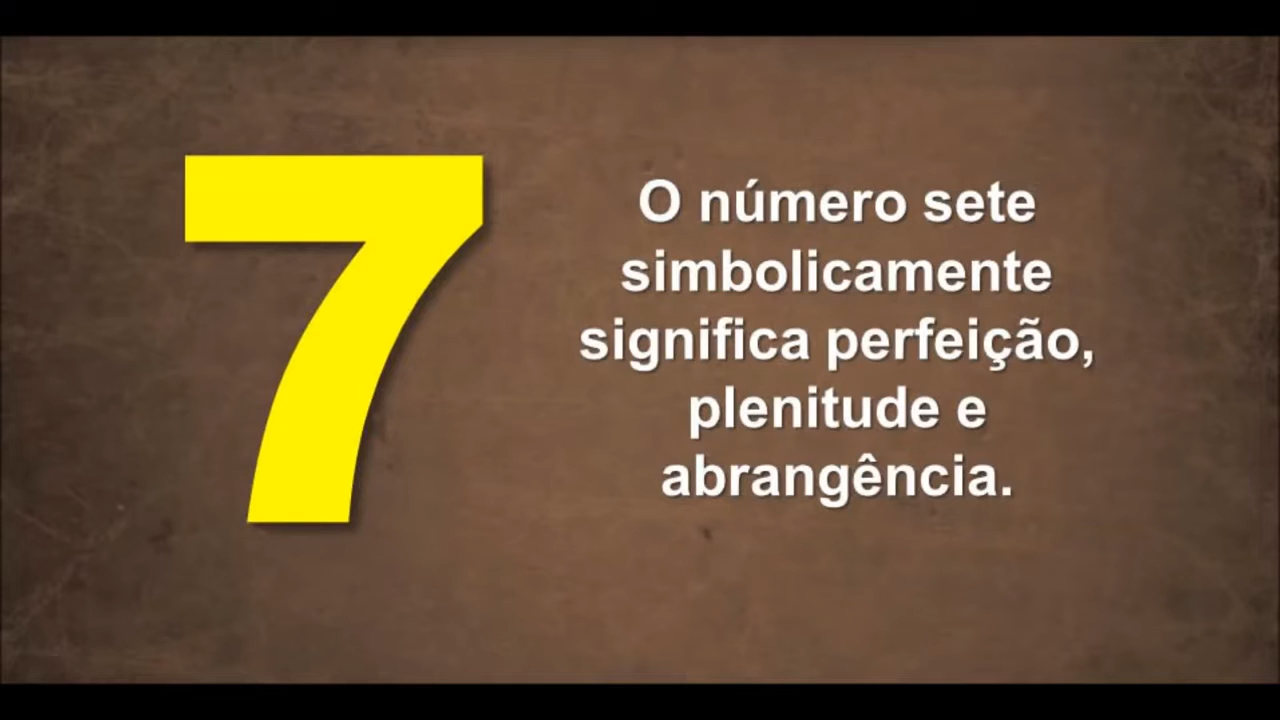 7
O número sete
simbolicamente
significa perfeição,
plenitude e
abrangência.